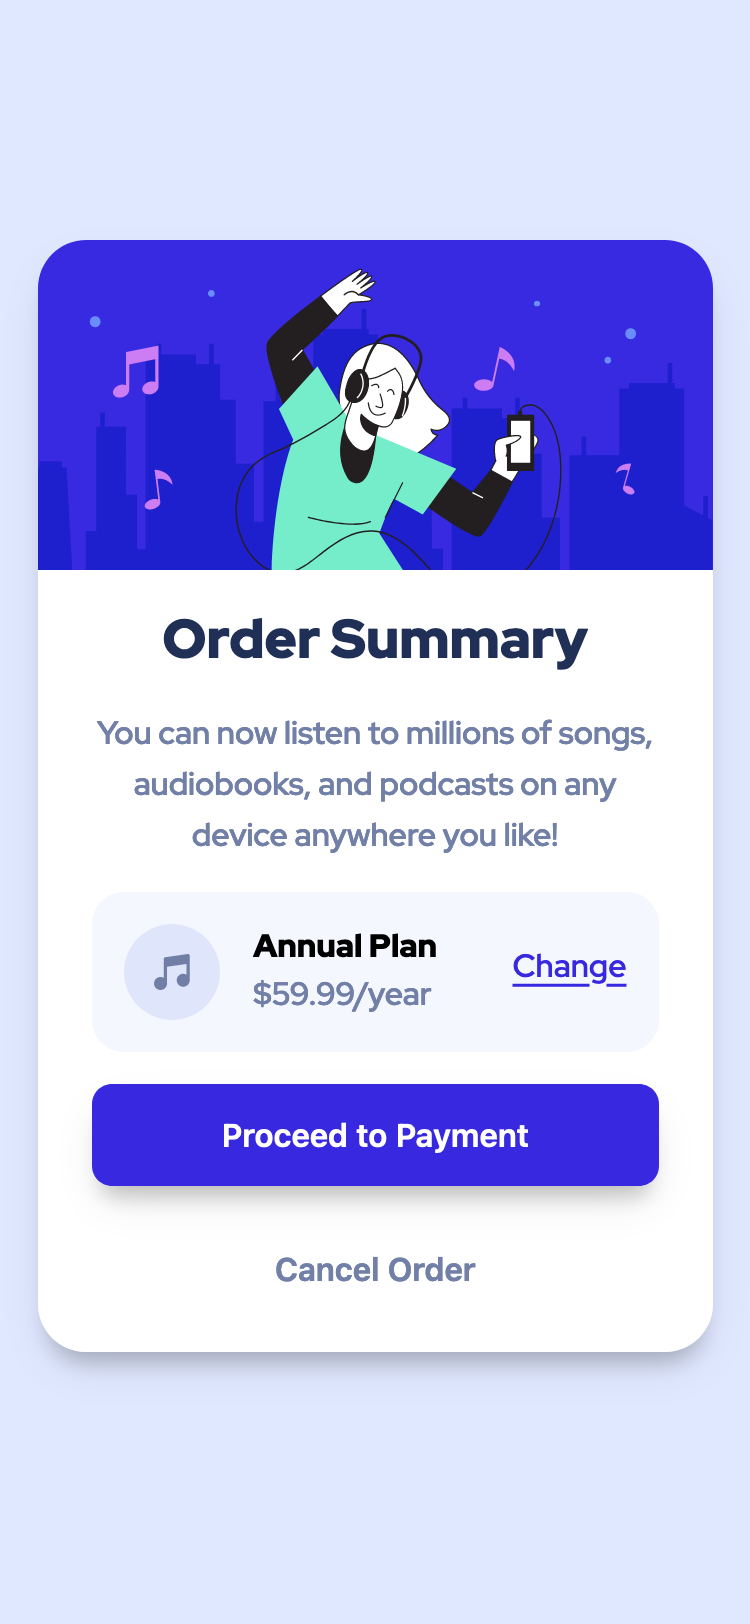 Order Summary
You can now listen to millions of songs,
audiobooks, and podcasts on any
device anywhere you like!
Annual Plan
$59.99/year
Change
Proceed to Payment
Cancel Order